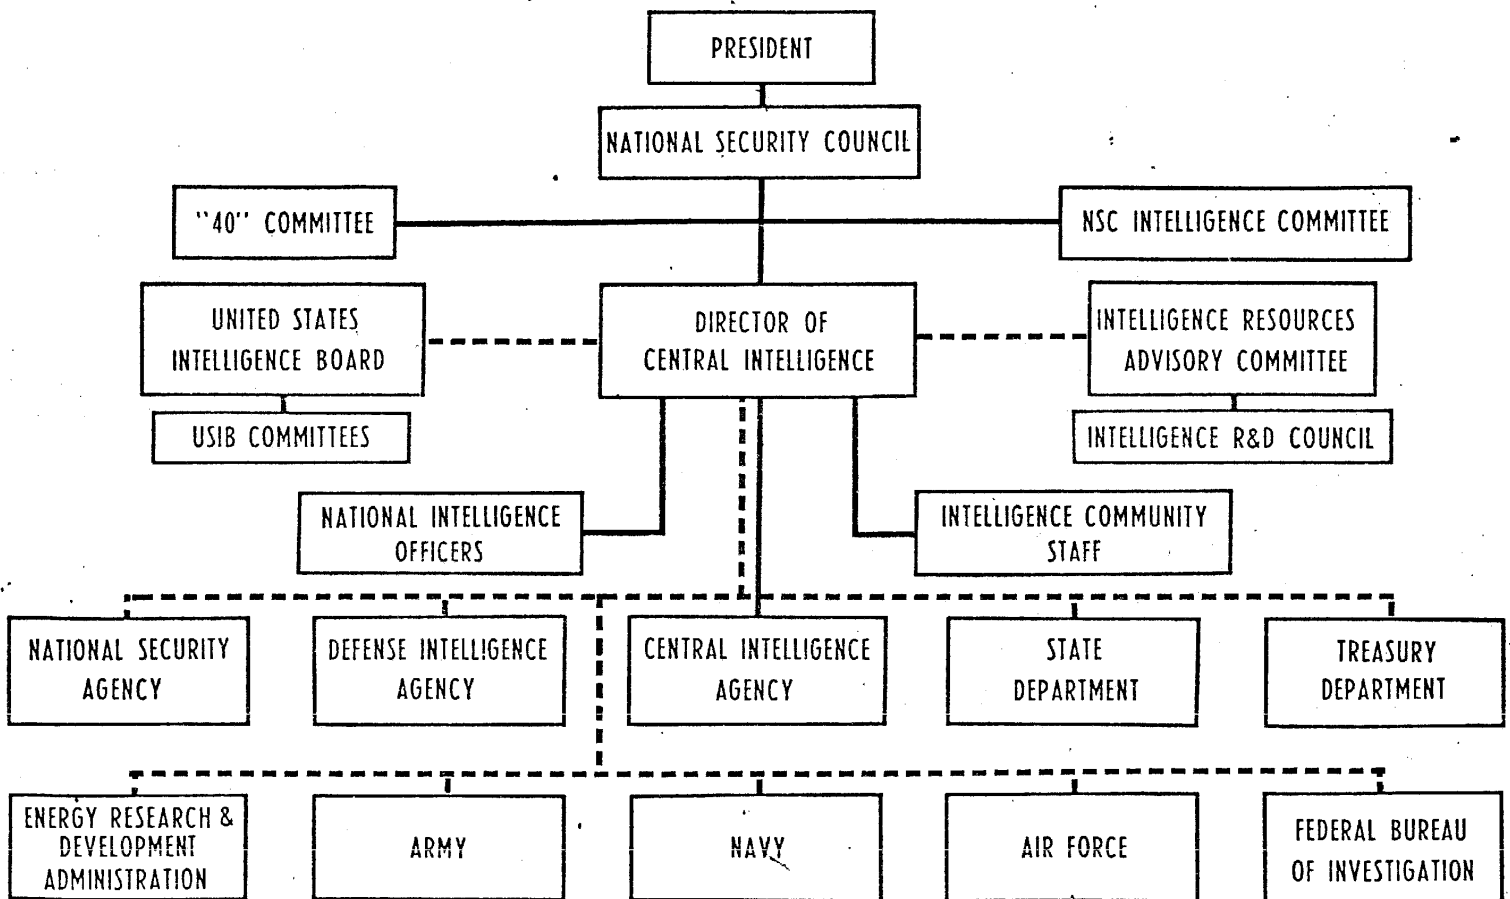 PRESIDENT
NATIONAL SECURITY COUNCIL
"40" COMMITTEE
NSC INTELLIGENCE COMMITTEE
UNITED STATES
INTELLIGENCE BOARD
DIRECTOR OF
CENTRAL INTELLIGENCE
INTELLIGENCE RESOURCES
ADVISORY COMMITTEE
USIB COMMITTEES
INTELLIGENCE R&D COUNCIL
NATIONAL INTELLIGENCE
OFFICERS
INTELLIGENCE COMMUNITY
STAFF
NATIONAL SECURITY
AGENCY
DEFENSE INTELLIGENCE
AGENCY
CENTRAL INTELLIGENCE
AGENCY
STATE
DEPARTMENT
TREASURY
DEPARTMENT
ENERGY RESEARCH &
DEVELOPMENT
ADMINISTRATION
ARMY
NAVY
AIR FORCE
FEDERAL BUREAU
OF INVESTIGATION